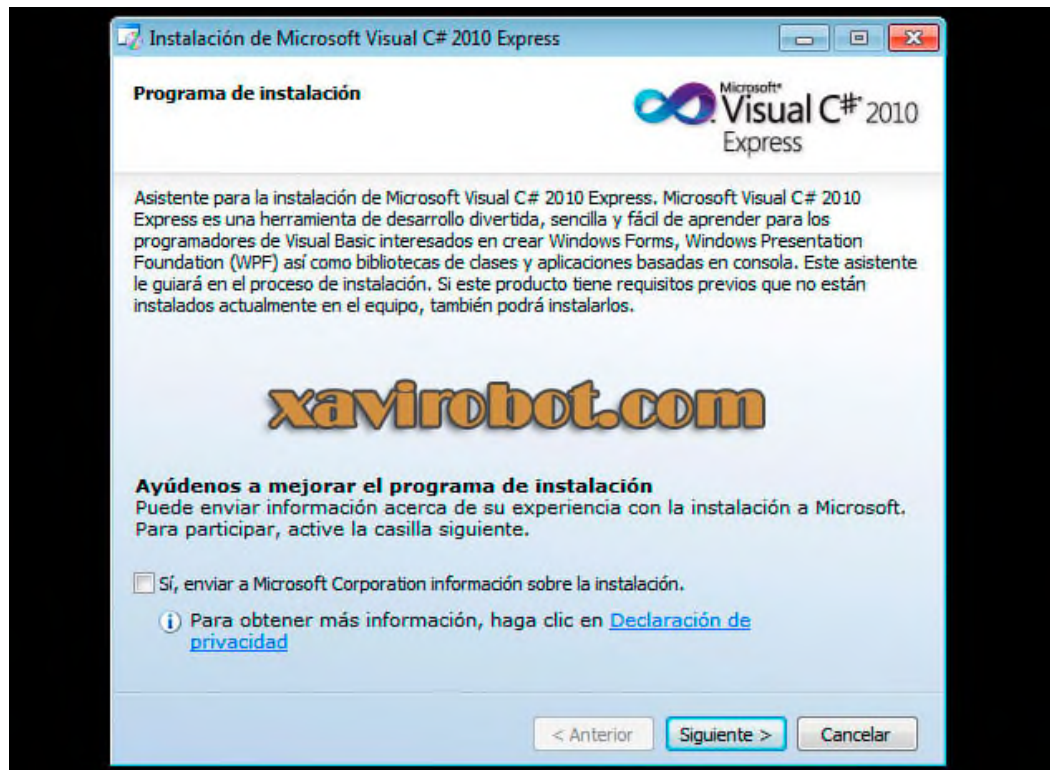 Instalación de Microsoft Visual C# 2010 Express
Programa de instalación
Microsoft®
Visual C#® 2010
Express
Asistente para la instalación de Microsoft Visual C# 2010 Express. Microsoft Visual C# 2010
Express es una herramienta de desarrollo divertida, sencilla y fácil de aprender para los
programadores de Visual Basic interesados en crear Windows Forms, Windows Presentation
Foundation (WPF) así como bibliotecas de clases y aplicaciones basadas en consola. Este asistente
le guiará en el proceso de instalación. Si este producto tiene requisitos previos que no están
instalados actualmente en el equipo, también podrá instalarlos.
xavirobot.com
Ayúdenos a mejorar el programa de instalación
Puede enviar información acerca de su experiencia con la instalación a Microsoft.
Para participar, active la casilla siguiente.
Sí, enviar a Microsoft Corporation información sobre la instalación.
Para obtener más información, haga clic en Declaración de
privacidad
< Anterior
Siguiente >
Cancelar